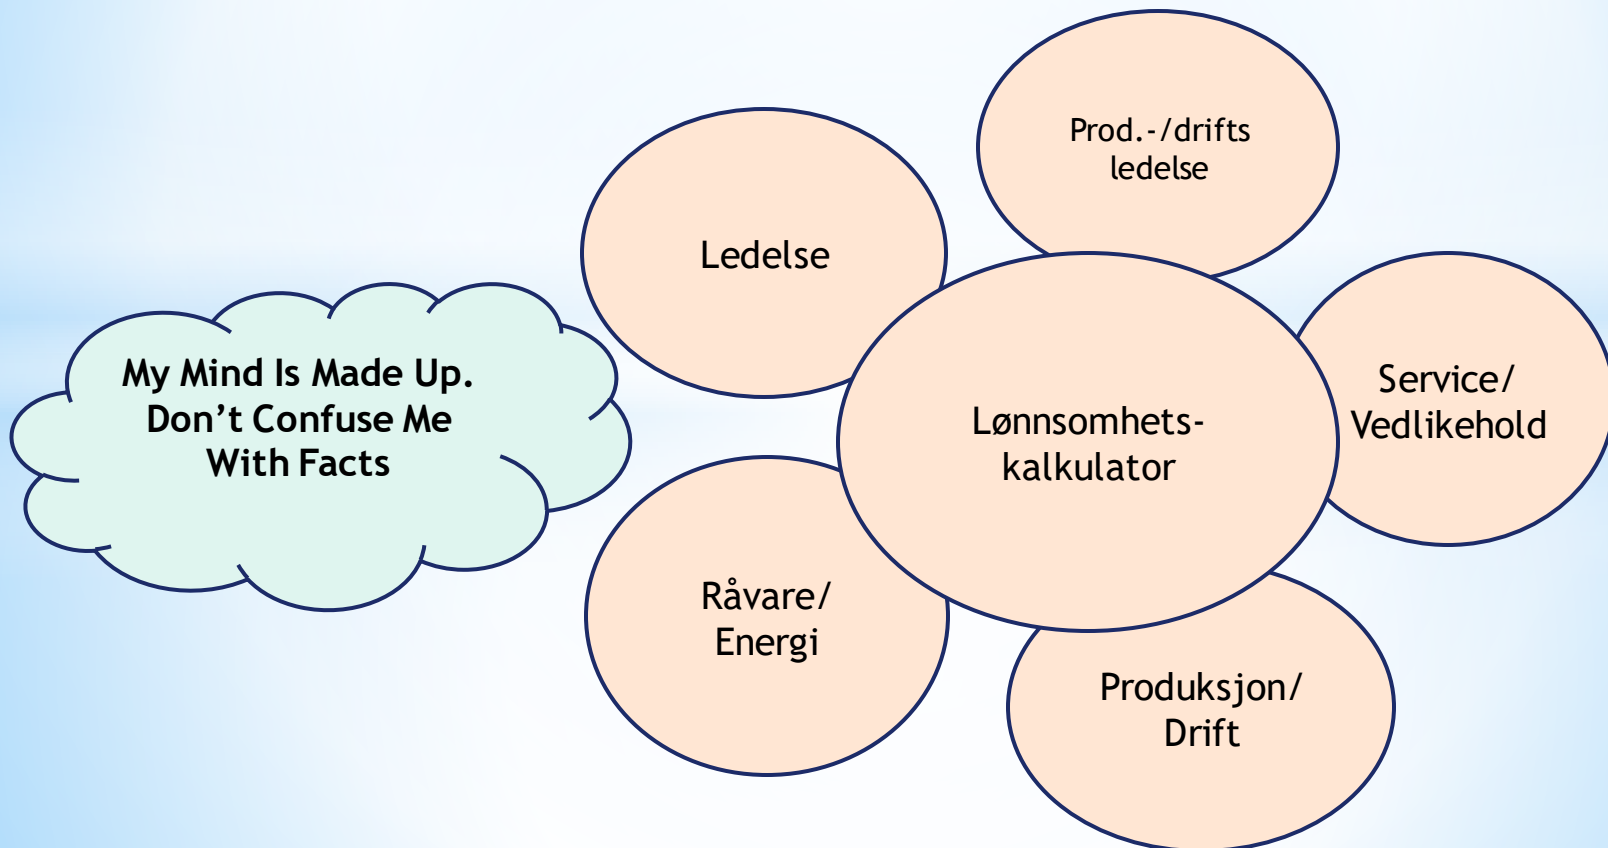 Prod.-/drifts
ledelse
Ledelse
My Mind Is Made Up.
Don’t Confuse Me
With Facts
Lønnsomhets-
kalkulator
Service/
Vedlikehold
Råvare/
Energi
Produksjon/
Drift